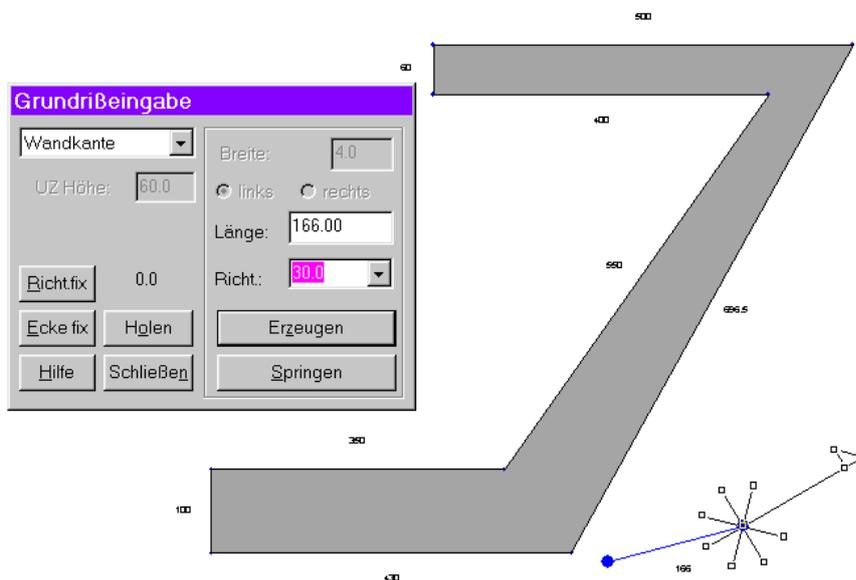 500
60
Grundrißeingabe
400
Wandkante
Breite: 4.0
UZ Höhe: 60.0
links rechts
Länge: 166.00
Richt.fix 0.0
Richt.: 30.0
550
696.5
Ecke fix Holen Erzeugen
Hilfe Schließen Springen
350
100
166
430